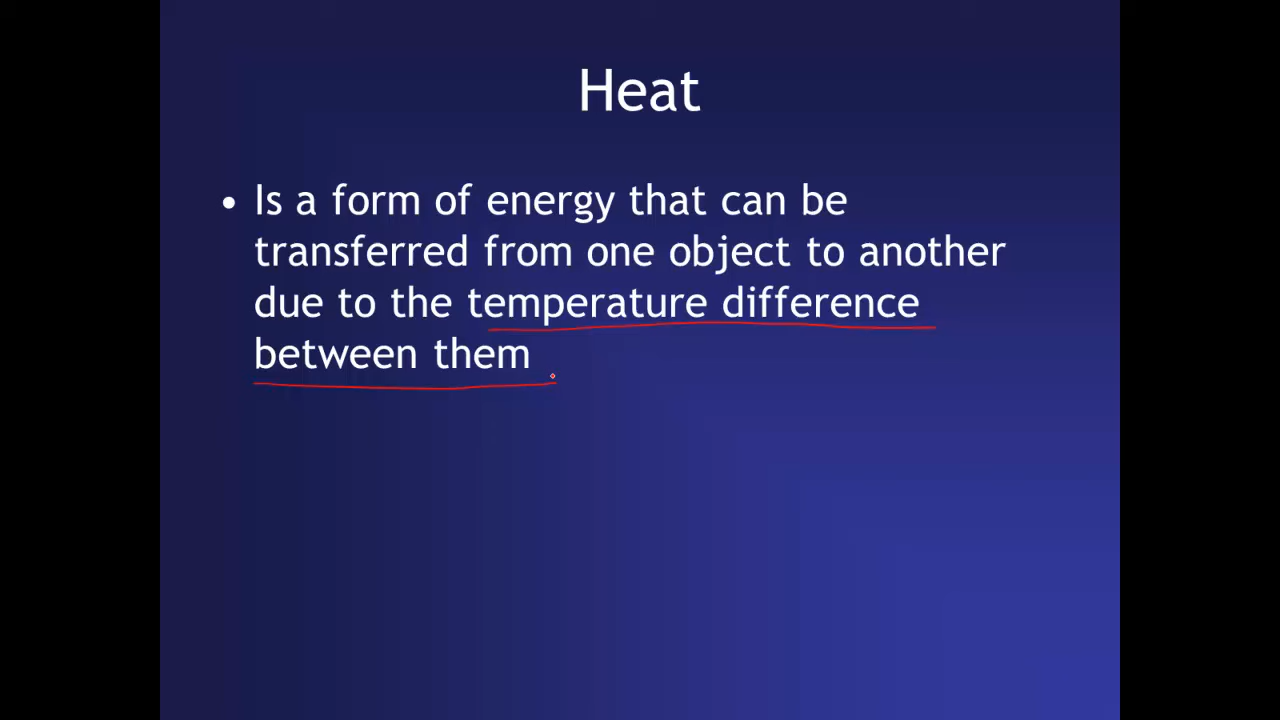 Heat
• Is a form of energy that can be
transferred from one object to another
due to the temperature difference
between them